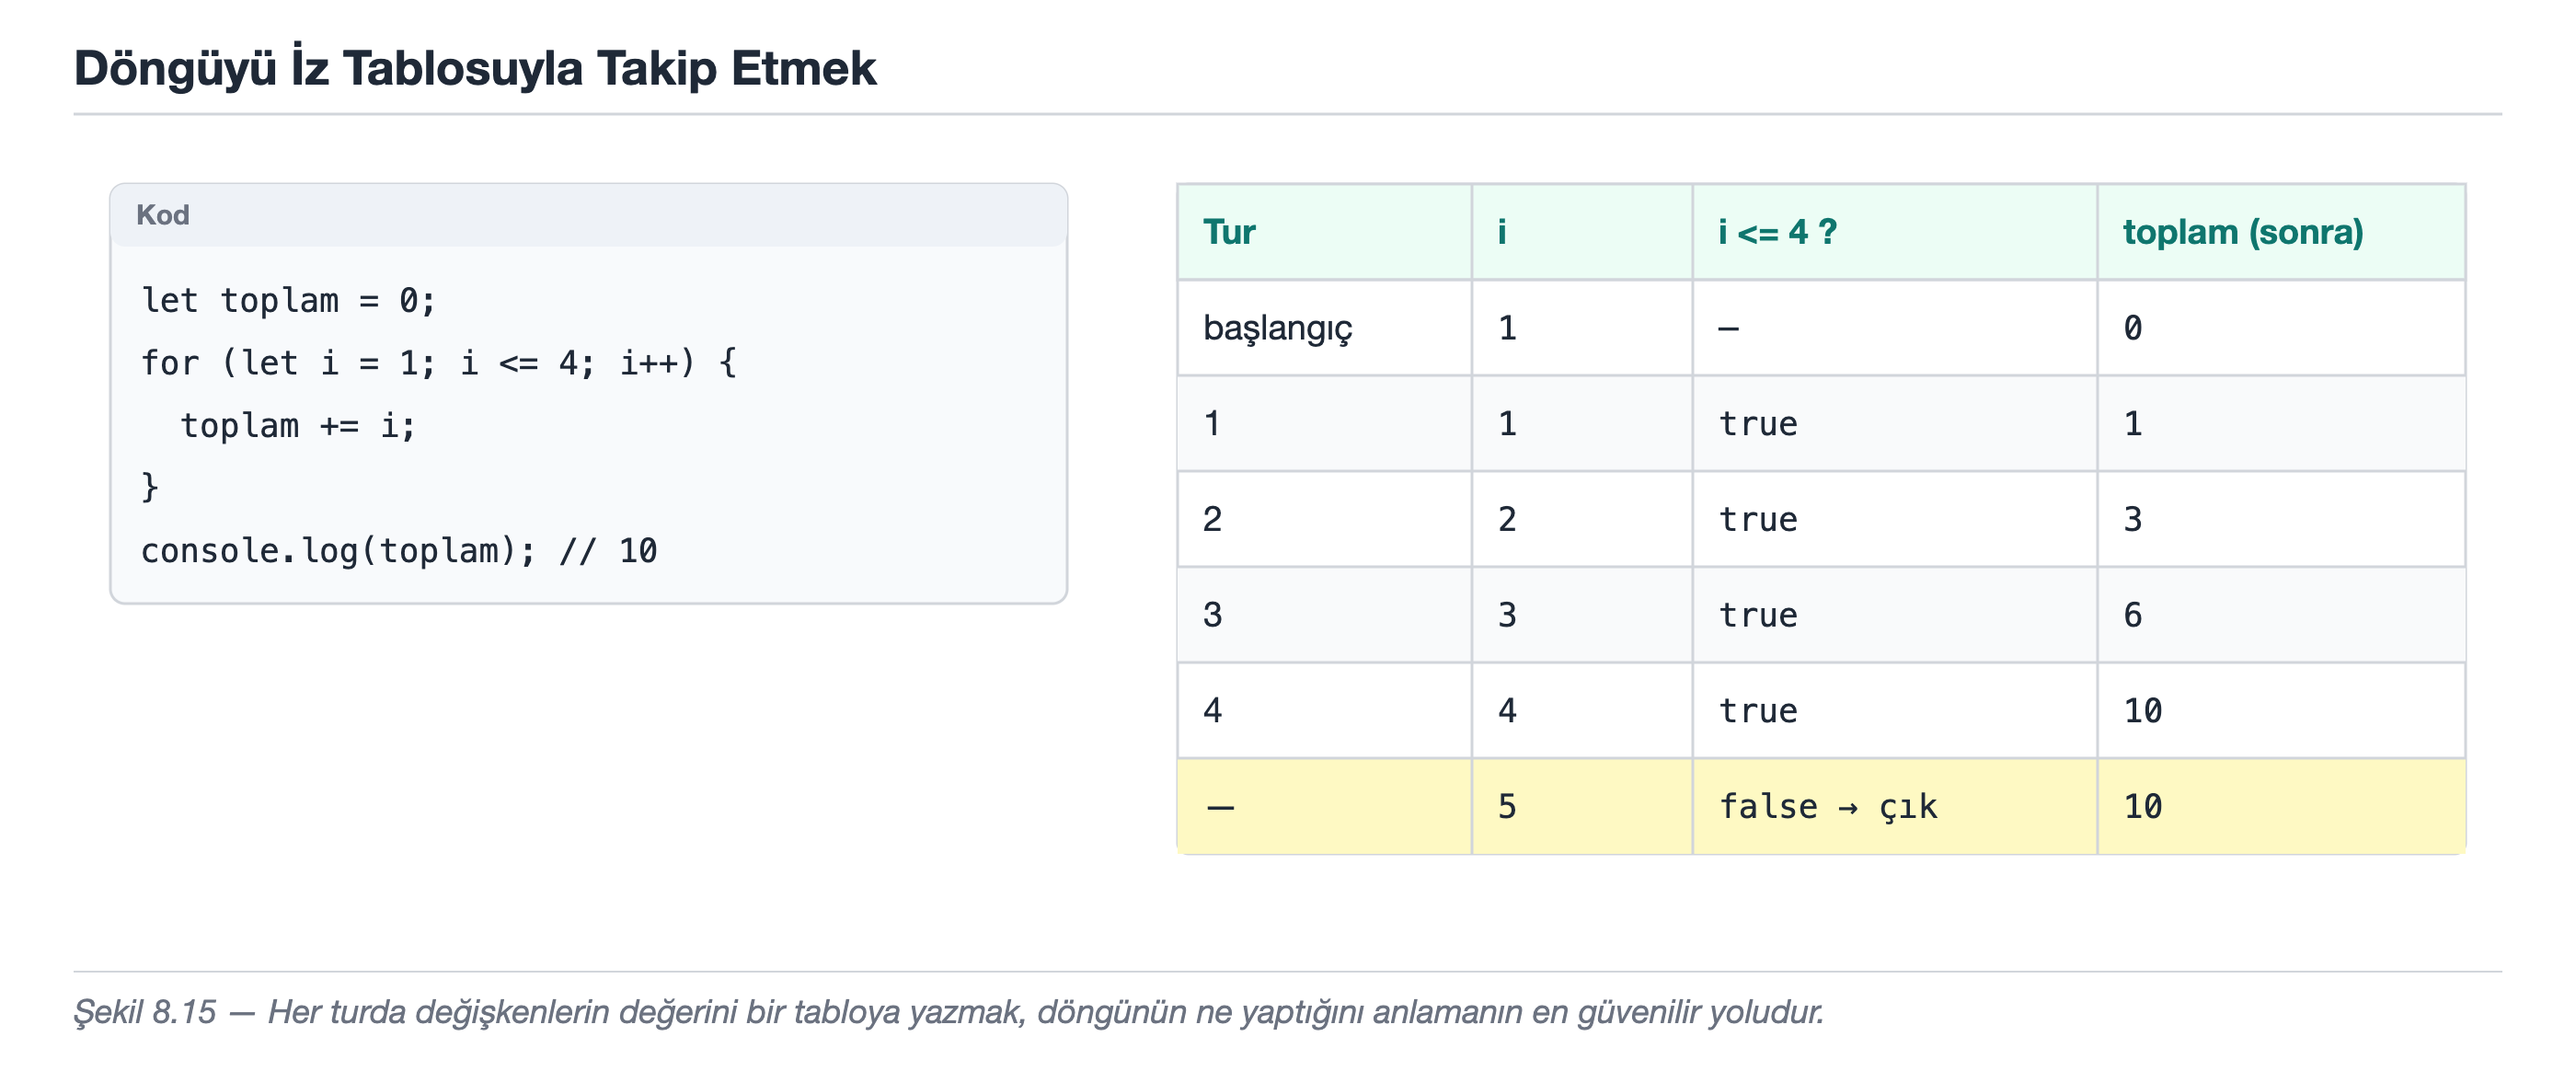 Döngüyü İz Tablosuyla Takip Etmek
Kod
let toplam = 0;
for (let i = 1; i <= 4; i++) {
  toplam += i;
}
console.log(toplam); // 10
Tur i i <= 4 ? toplam (sonra)
başlangıç 1 — 0
1 1 true 1
2 2 true 3
3 3 true 6
4 4 true 10
— 5 false → çık 10
Şekil 8.15 — Her turda değişkenlerin değerini bir tabloya yazmak, döngünün ne yaptığını anlamanın en güvenilir yoludur.